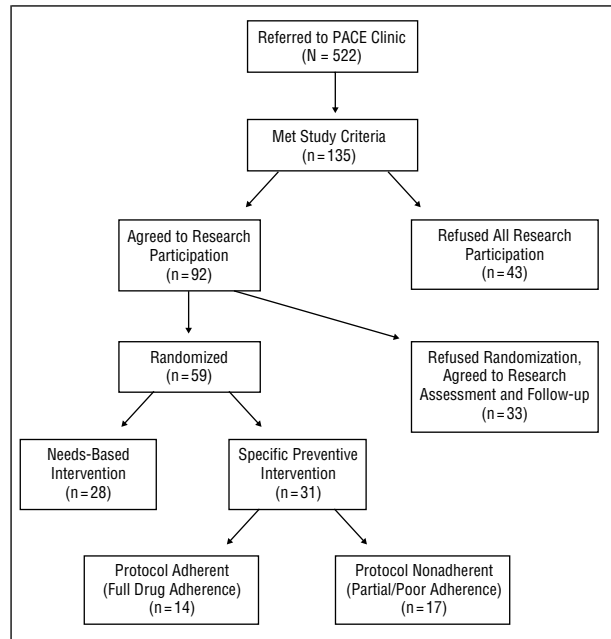 Referred to PACE Clinic
(N = 522)
Met Study Criteria
(n = 135)
Agreed to Research
Participation
(n = 92)
Refused All Research
Participation
(n = 43)
Randomized
(n = 59)
Refused Randomization,
Agreed to Research
Assessment and Follow-up
(n = 33)
Needs-Based
Intervention
(n = 28)
Specific Preventive
Intervention
(n = 31)
Protocol Adherent
(Full Drug Adherence)
(n = 14)
Protocol Nonadherent
(Partial/Poor Adherence)
(n = 17)